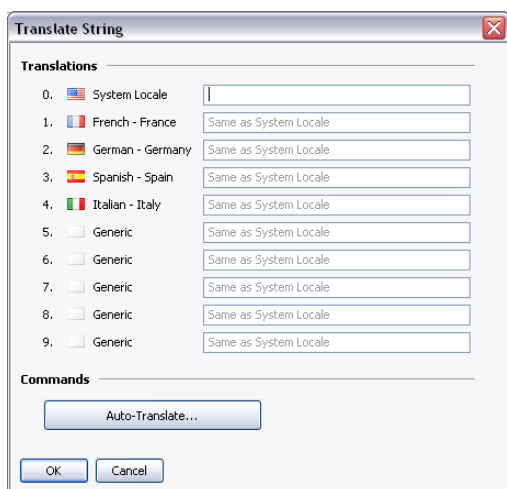 Translate String
Translations
0. System Locale
1. French - France Same as System Locale
2. German - Germany Same as System Locale
3. Spanish - Spain Same as System Locale
4. Italian - Italy Same as System Locale
5. Generic Same as System Locale
6. Generic Same as System Locale
7. Generic Same as System Locale
8. Generic Same as System Locale
9. Generic Same as System Locale
Commands
Auto-Translate...
OK Cancel